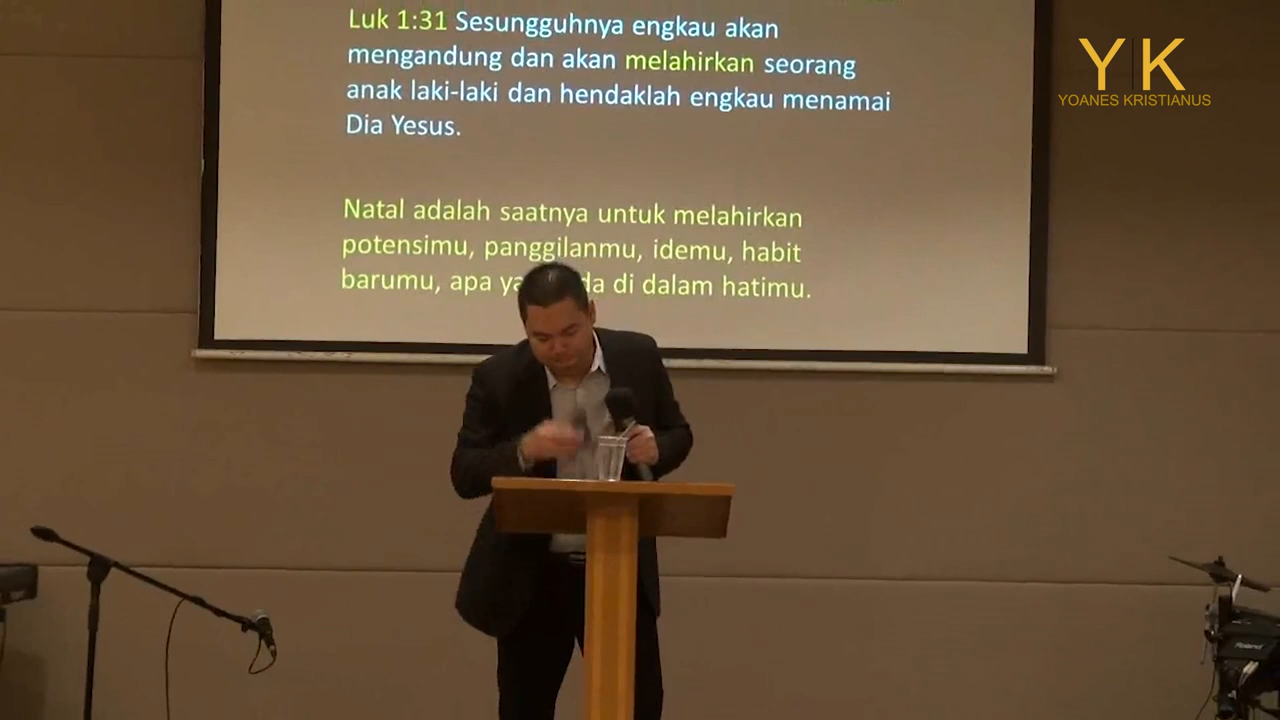 Luk 1:31 Sesungguhnya engkau akan
mengandung dan akan melahirkan seorang
anak laki-laki dan hendaklah engkau menamai
Dia Yesus.
Natal adalah saatnya untuk melahirkan
potensimu, panggilanmu, idemu, habit
barumu, apa di dalam hatimu.
YK
YOANES KRISTIANUS
Roland